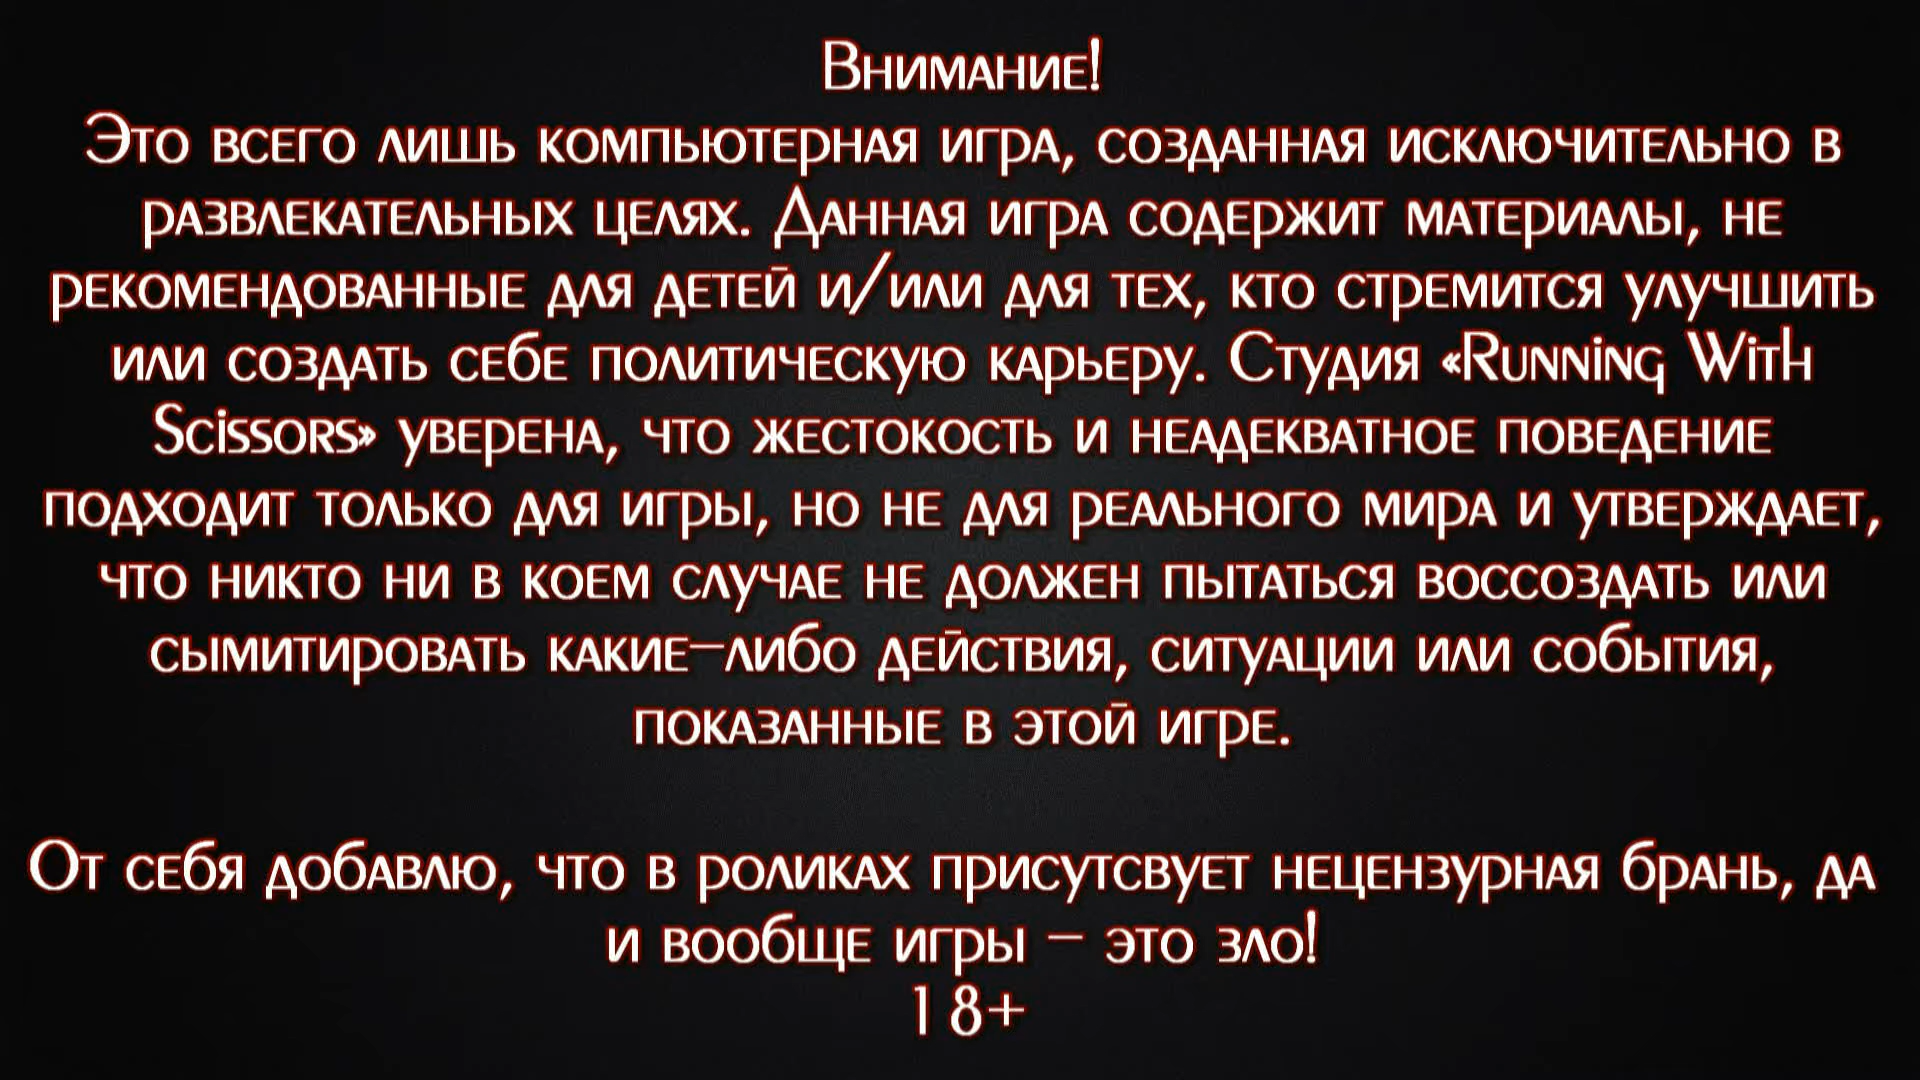 Внимание!
Это всего лишь компьютерная игра, созданная исключительно в
развлекательных целях. Данная игра содержит материалы, не
рекомендованные для детей и/или для тех, кто стремится улучшить
или создать себе политическую карьеру. Студия «Running With
Scissors» уверена, что жестокость и неадекватное поведение
подходит только для игры, но не для реального мира и утверждает,
что никто ни в коем случае не должен пытаться воссоздать или
сымитировать какие-либо действия, ситуации или события,
показанные в этой игре.
От себя добавлю, что в роликах присутсвует нецензурная брань, да
и вообще игры - это зло!
18+